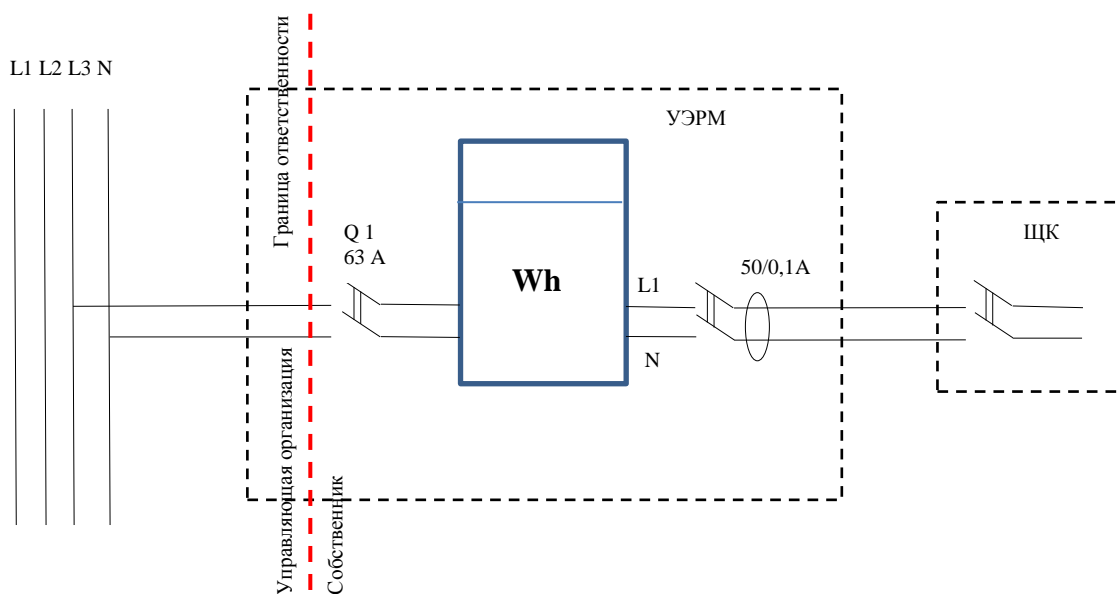 L1 L2 L3 N
Граница ответственности
УЭРМ
Q 1
63 А
Wh
L1
N
50/0,1А
ЩК
Управляющая организация
Собственник